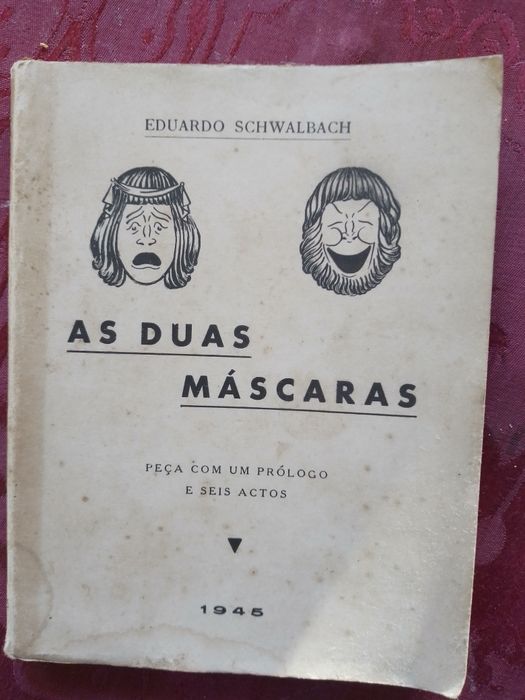 EDUARDO SCHWALBACH
AS DUAS
MÁSCARAS
PEÇA COM UM PRÓLOGO
E SEIS ACTOS
1945